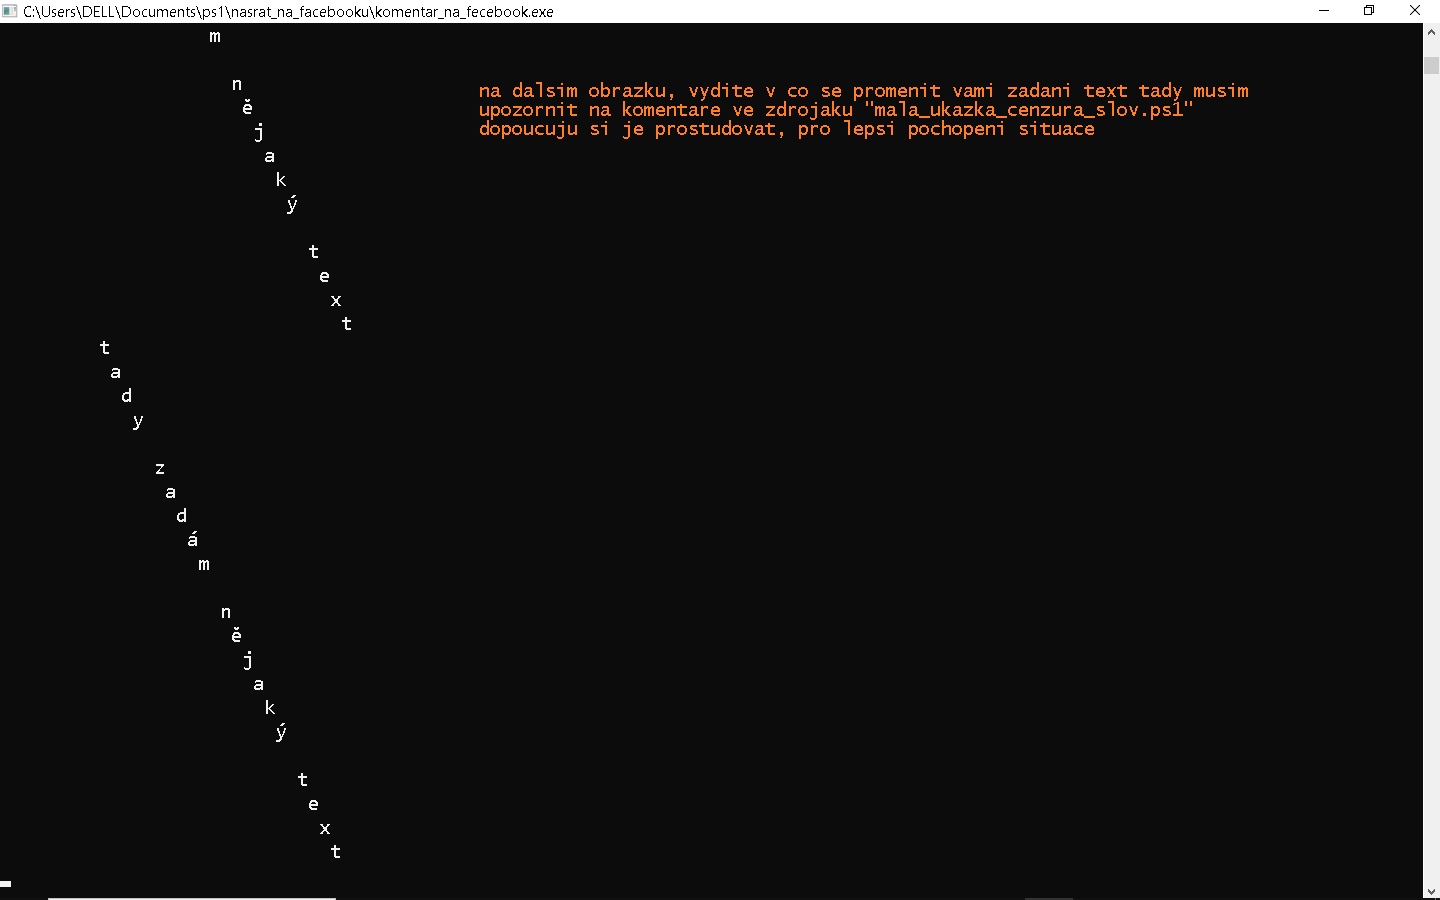 C:\Users\DELL\Documents\ps1\nasrat_na_facebooku\komentar_na_fecebook.exe
m
n
ě
j
a
k
ý
t
e
x
t
t
a
d
y
z
a
d
á
m
n
ě
j
a
k
ý
t
e
x
t
na dalsim obrazku, vydite v co se promenit vami zadani text tady musim
upozornit na komentare ve zdrojaku "mala_ukazka_cenzura_slov.ps1"
dopoucuju si je prostudovat, pro lepsi pochopeni situace